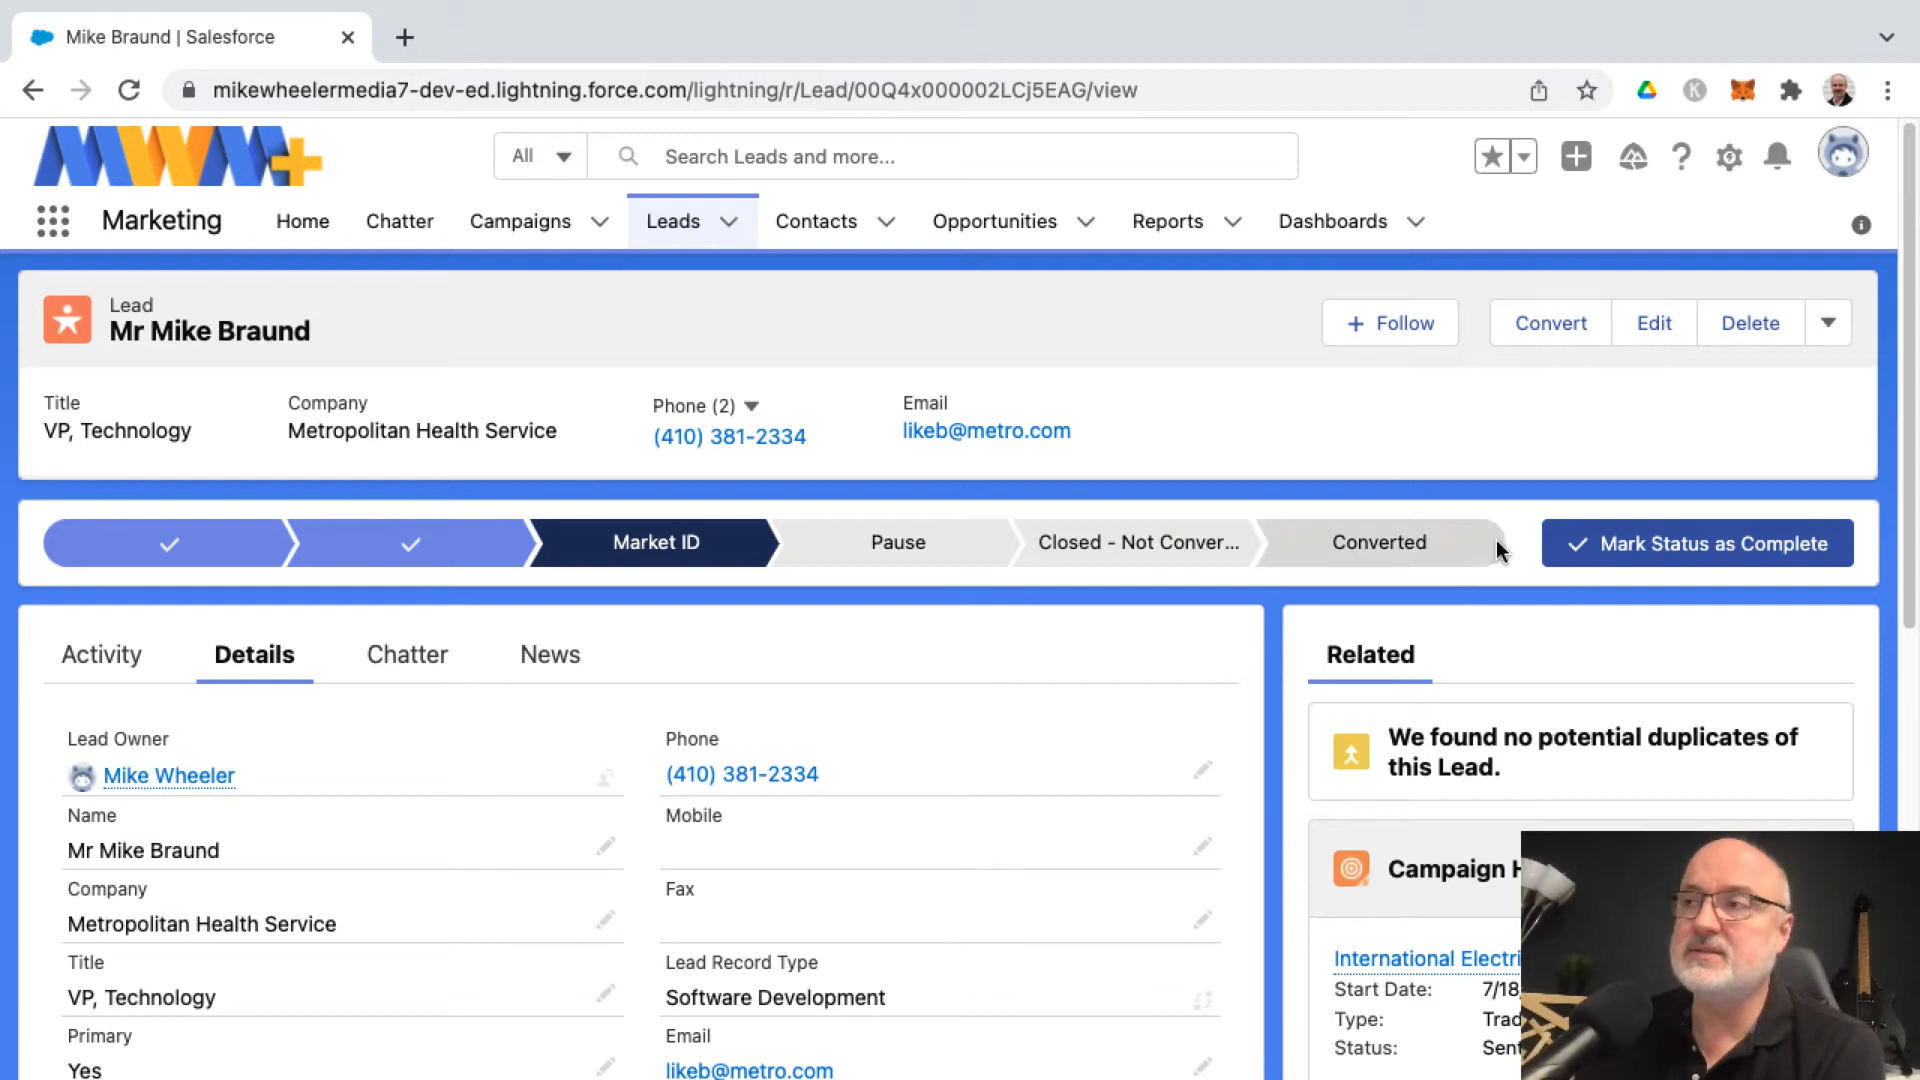 Mike Braund | Salesforce
mikewheelermedia7-dev-ed.lightning.force.com/lightning/r/Lead/00Q4x000002LCj5EAG/view
MWM+
All
Search Leads and more...
Marketing
Home
Chatter
Campaigns
Leads
Contacts
Opportunities
Reports
Dashboards
Lead
Mr Mike Braund
+ Follow
Convert
Edit
Delete
Title
VP, Technology
Company
Metropolitan Health Service
Phone (2)
(410) 381-2334
Email
likeb@metro.com
Market ID
Pause
Closed - Not Conver...
Converted
Mark Status as Complete
Activity
Details
Chatter
News
Lead Owner
Mike Wheeler
Name
Mr Mike Braund
Company
Metropolitan Health Service
Title
VP, Technology
Primary
Yes
Phone
(410) 381-2334
Mobile
Fax
Lead Record Type
Software Development
Email
likeb@metro.com
Related
We found no potential duplicates of
this Lead.
Campaign H
International Electri
Start Date: 7/18
Type: Trad
Status: Sent